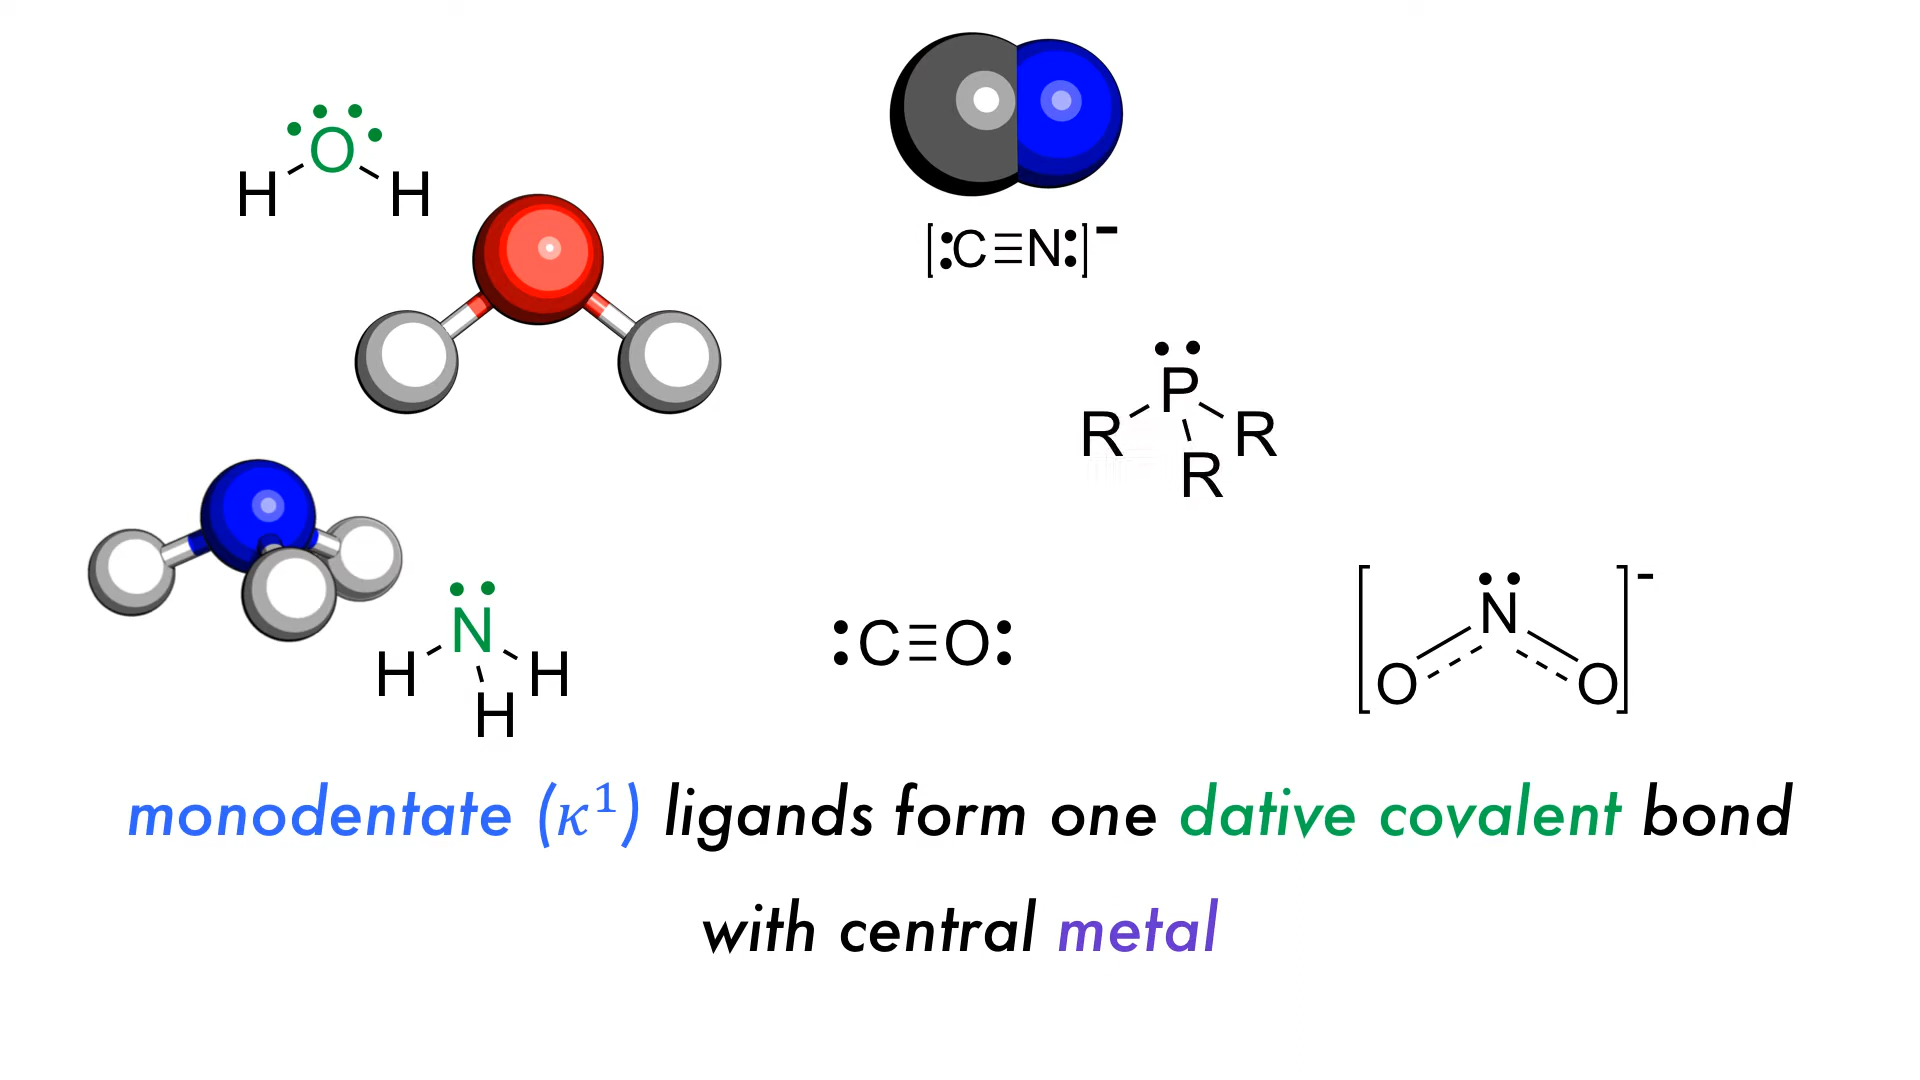 O
H H
[:C≡N:]⁻
P
R R
R
N
H H
H
:C≡O:
[ N ]⁻
O O
monodentate (κ¹) ligands form one dative covalent bond
with central metal